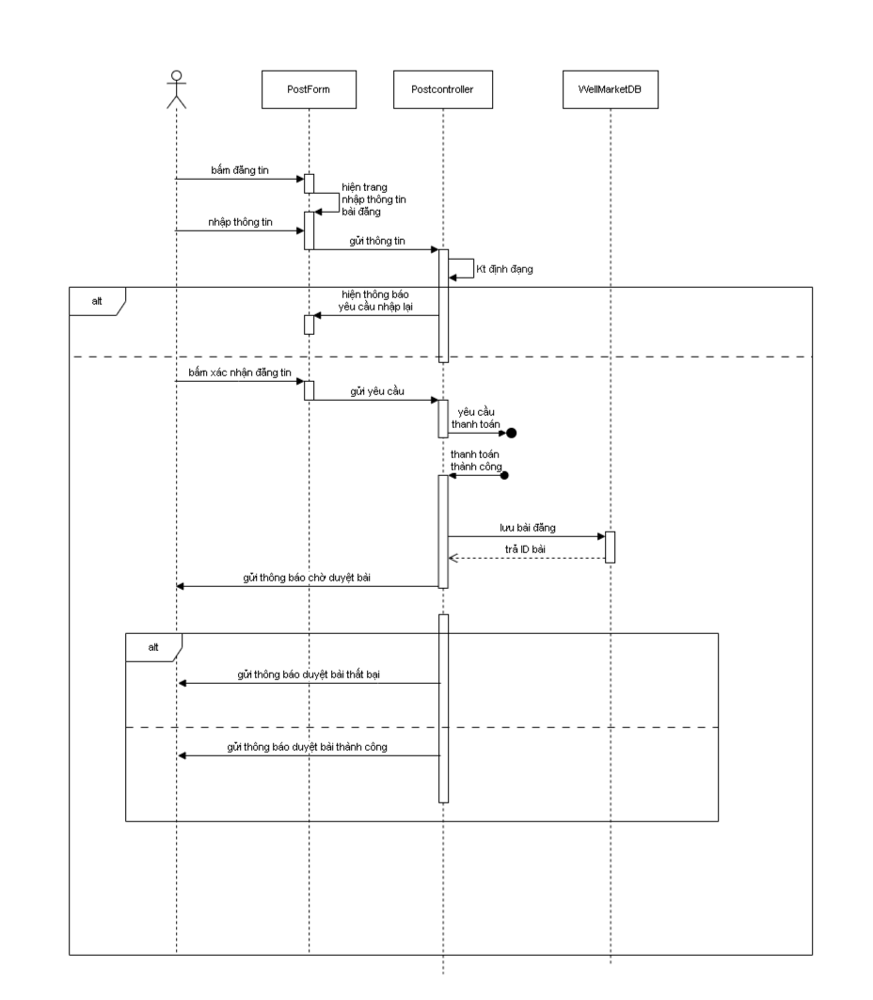 PostForm
Postcontroller
WellMarketDB
bấm đăng tin
hiện trang
nhập thông tin
bài đăng
nhập thông tin
gửi thông tin
Kt định đạng
alt
hiện thông báo
yêu cầu nhập lại
bấm xác nhận đăng tin
gửi yêu cầu
yêu cầu
thanh toán
thanh toán
thành công
lưu bài đăng
trả ID bài
gửi thông báo chờ duyệt bài
alt
gửi thông báo duyệt bài thất bại
gửi thông báo duyệt bài thành công